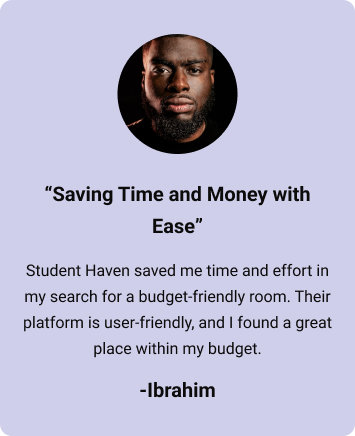 “Saving Time and Money with
Ease”
Student Haven saved me time and effort in
my search for a budget-friendly room. Their
platform is user-friendly, and I found a great
place within my budget.
-Ibrahim